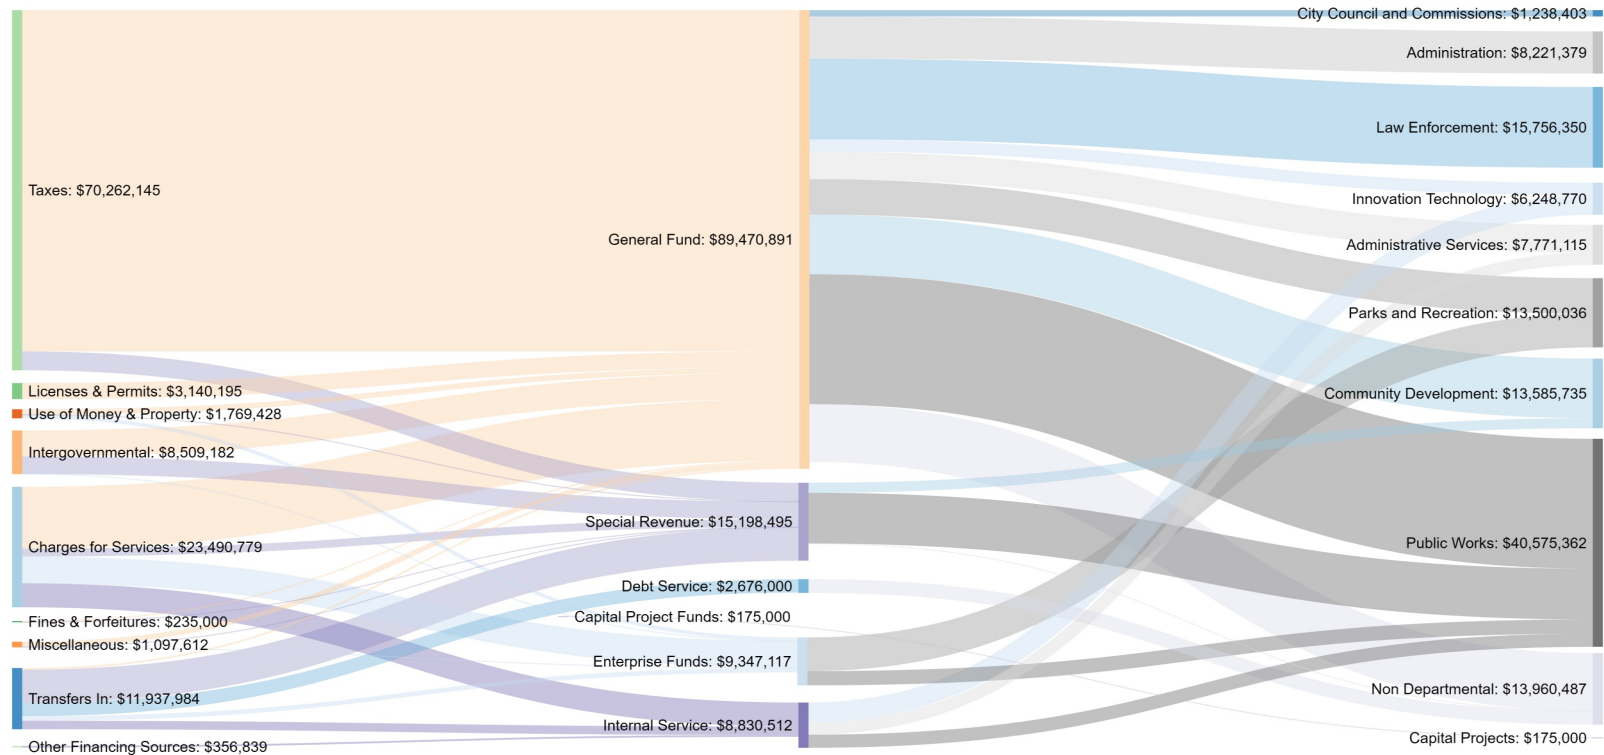 Taxes: $70,262,145
Licenses & Permits: $3,140,195
Use of Money & Property: $1,769,428
Intergovernmental: $8,509,182
Charges for Services: $23,490,779
Fines & Forfeitures: $235,000
Miscellaneous: $1,097,612
Transfers In: $11,937,984
Other Financing Sources: $356,839
General Fund: $89,470,891
Special Revenue: $15,198,495
Debt Service: $2,676,000
Capital Project Funds: $175,000
Enterprise Funds: $9,347,117
Internal Service: $8,830,512
City Council and Commissions: $1,238,403
Administration: $8,221,379
Law Enforcement: $15,756,350
Innovation Technology: $6,248,770
Administrative Services: $7,771,115
Parks and Recreation: $13,500,036
Community Development: $13,585,735
Public Works: $40,575,362
Non Departmental: $13,960,487
Capital Projects: $175,000